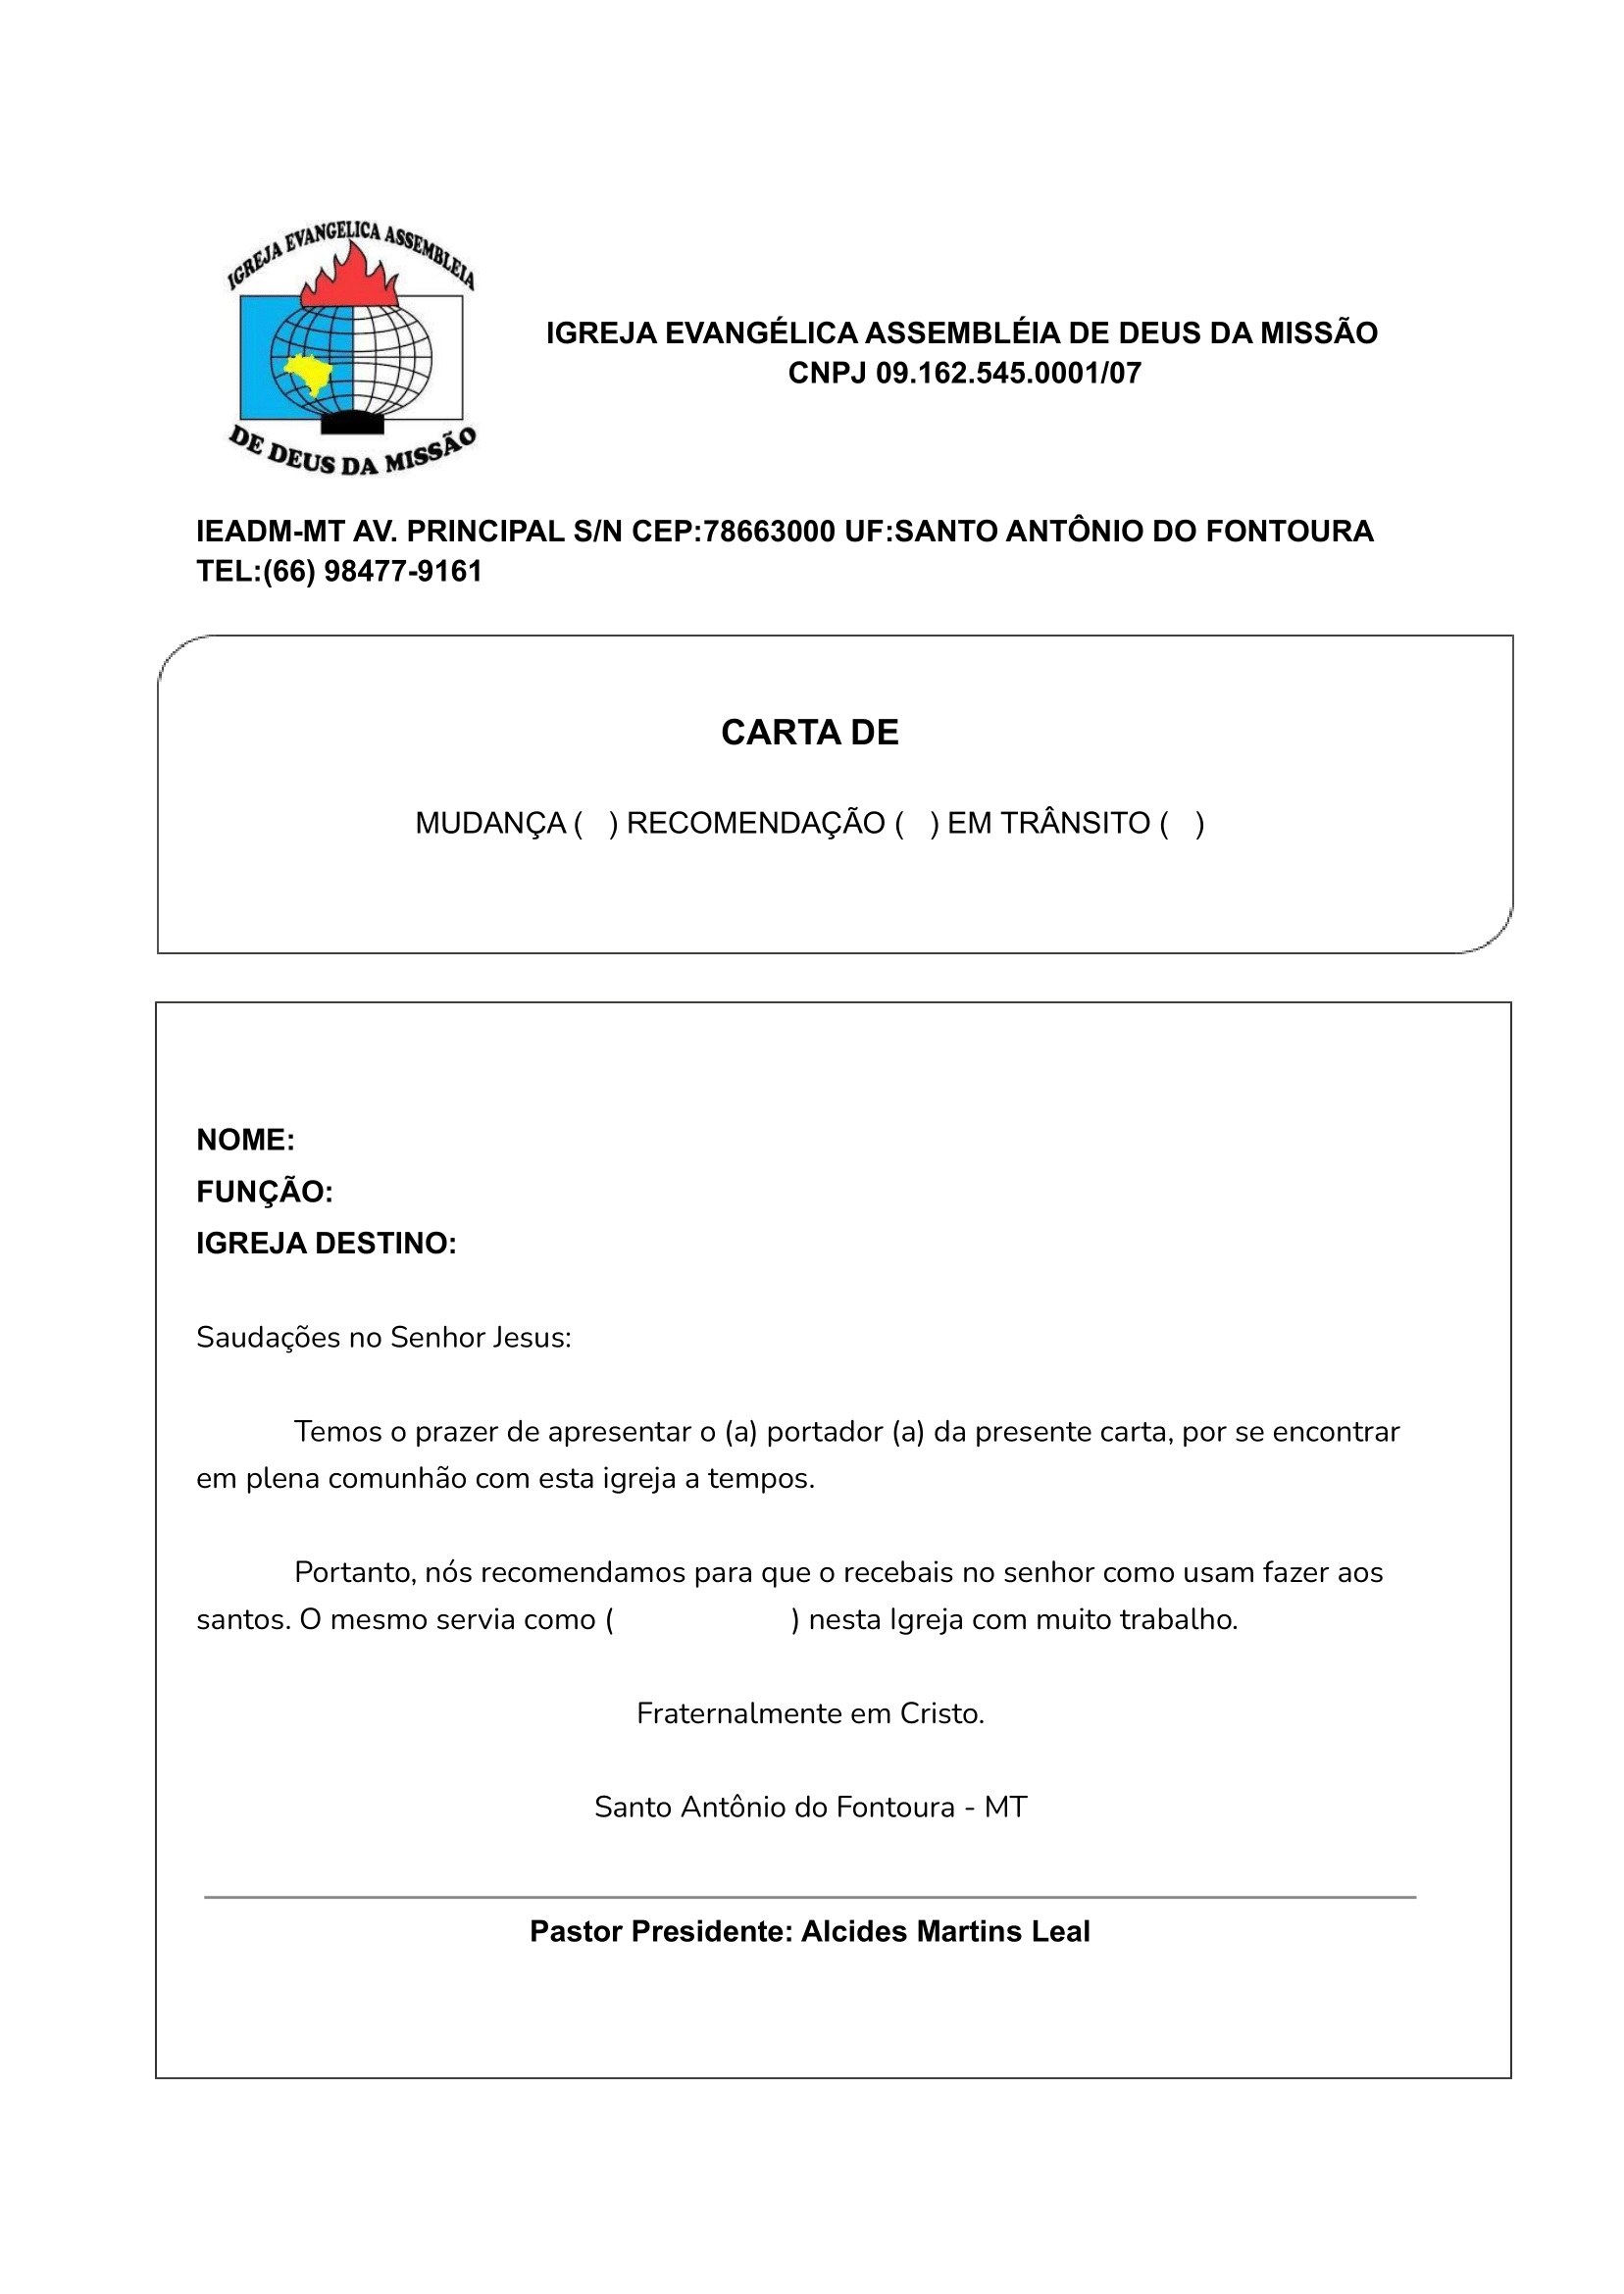 IGREJA EVANGELICA ASSEMBLEIA
DE DEUS DA MISSÃO
IGREJA EVANGÉLICA ASSEMBLÉIA DE DEUS DA MISSÃO
CNPJ 09.162.545.0001/07
IEADM-MT AV. PRINCIPAL S/N CEP:78663000 UF:SANTO ANTÔNIO DO FONTOURA
TEL:(66) 98477-9161
CARTA DE
MUDANÇA (   ) RECOMENDAÇÃO (   ) EM TRÂNSITO (   )
NOME:
FUNÇÃO:
IGREJA DESTINO:
Saudações no Senhor Jesus:
Temos o prazer de apresentar o (a) portador (a) da presente carta, por se encontrar
em plena comunhão com esta igreja a tempos.
Portanto, nós recomendamos para que o recebais no senhor como usam fazer aos
santos. O mesmo servia como (                    ) nesta Igreja com muito trabalho.
Fraternalmente em Cristo.
Santo Antônio do Fontoura - MT
Pastor Presidente: Alcides Martins Leal